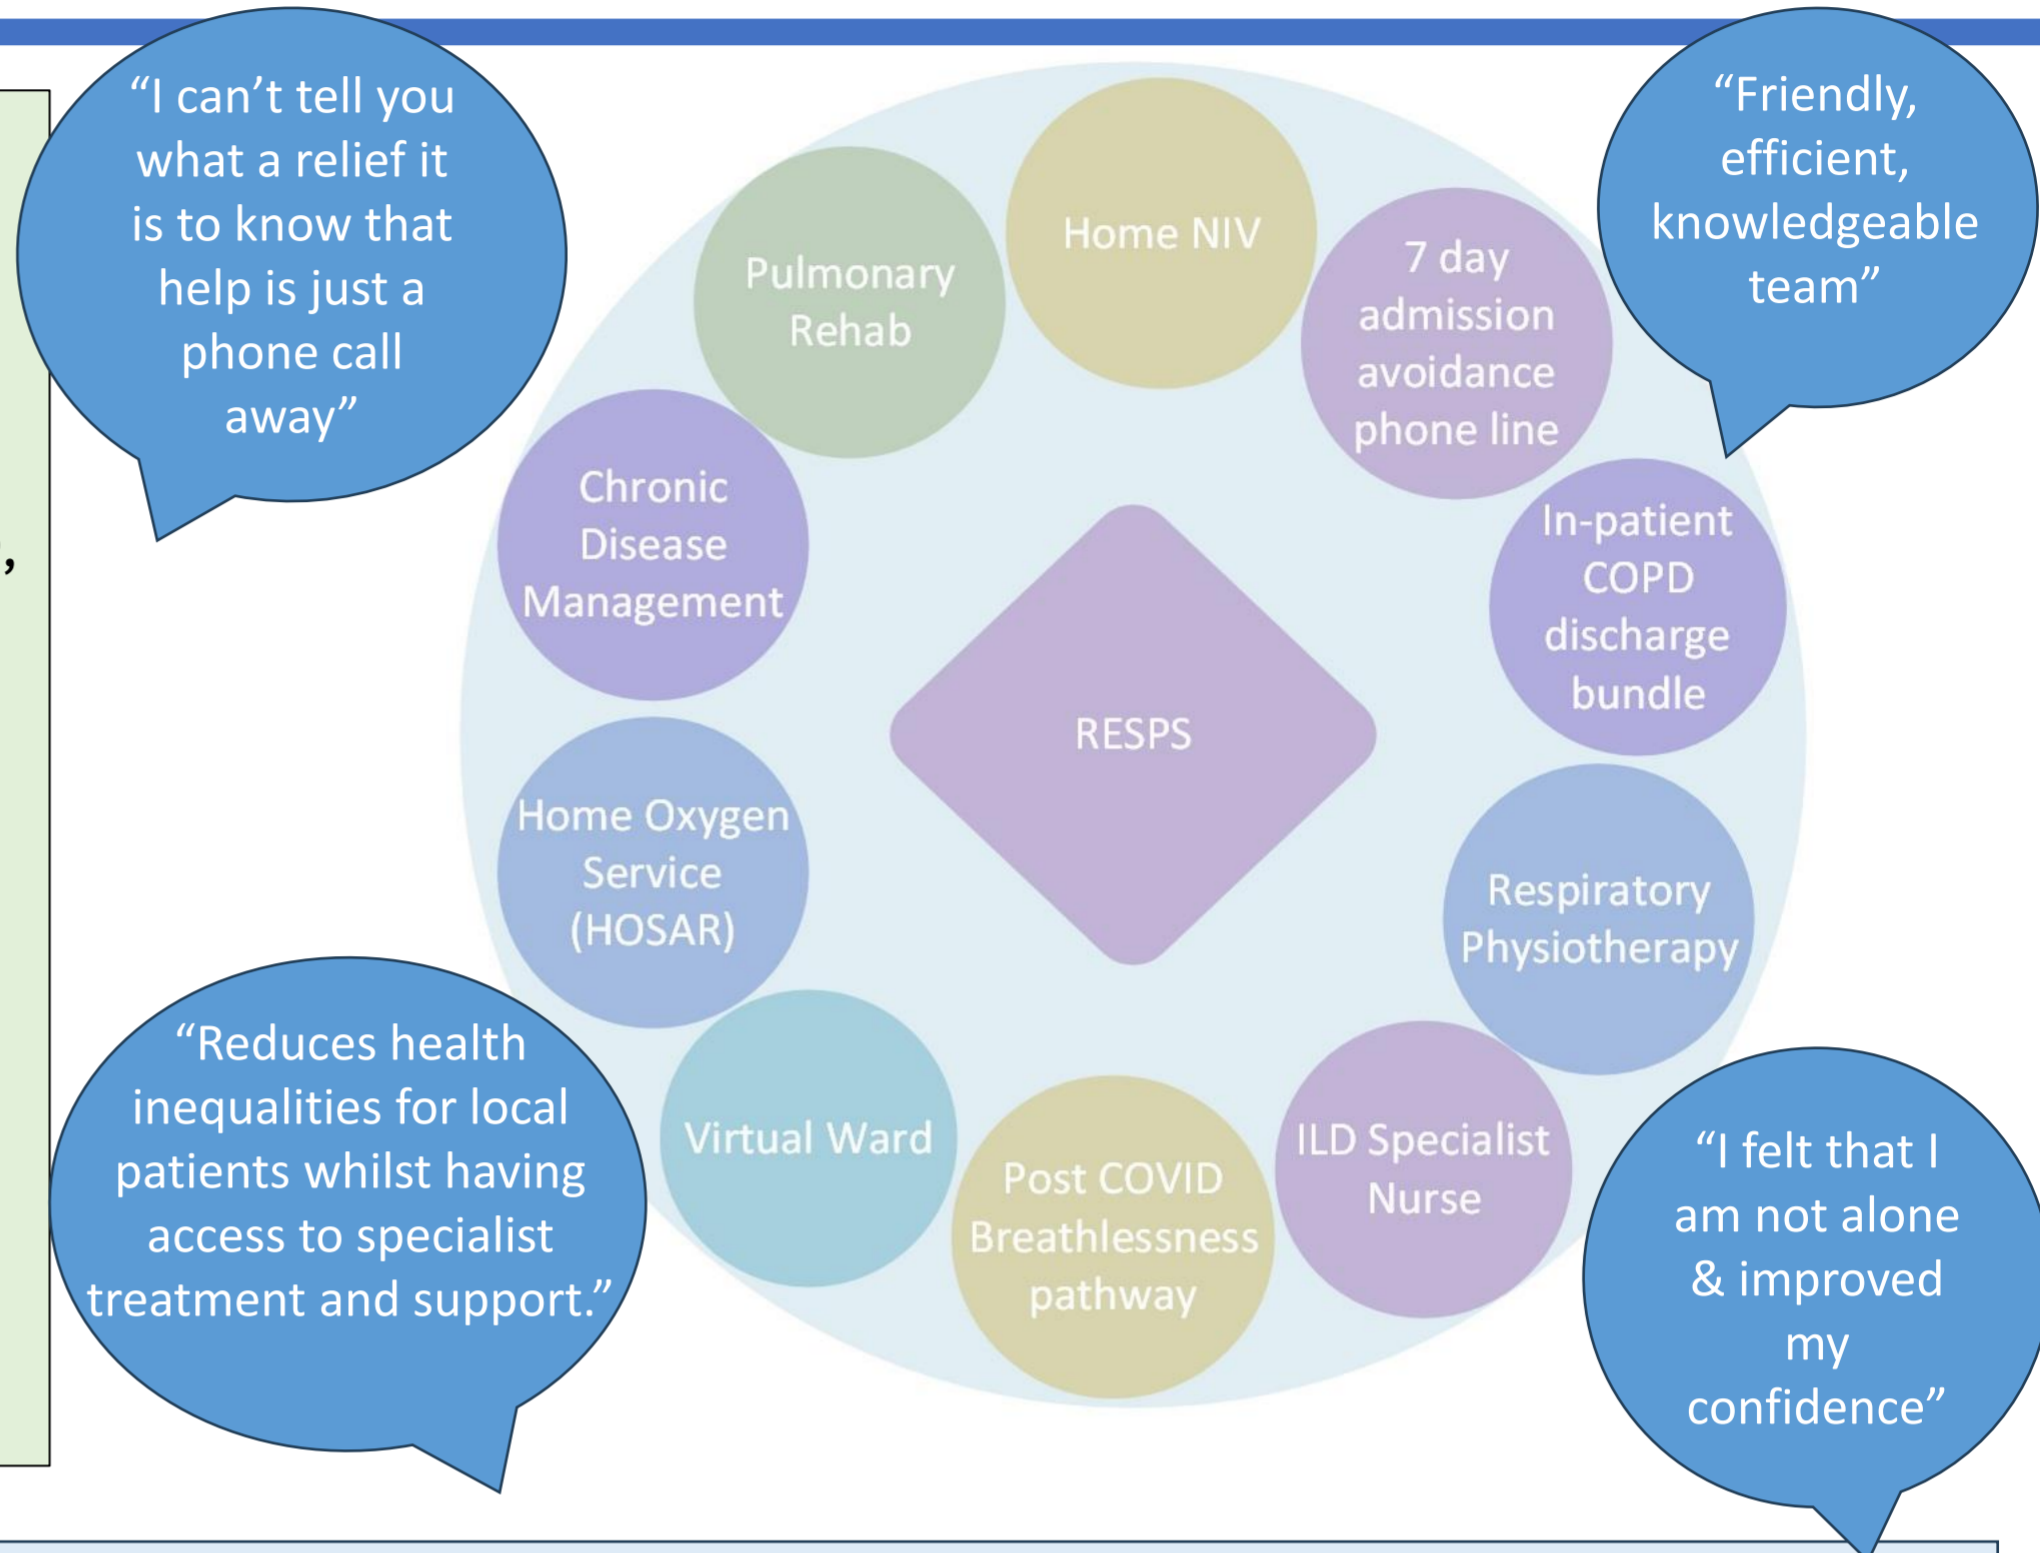 “I can’t tell you
what a relief it
is to know that
help is just a
phone call
away”
“Friendly,
efficient,
knowledgeable
team”
Home NIV
Pulmonary
Rehab
7 day
admission
avoidance
phone line
Chronic
Disease
Management
In-patient
COPD
discharge
bundle
,
RESPS
Home Oxygen
Service
(HOSAR)
Respiratory
Physiotherapy
Virtual Ward
Post COVID
Breathlessness
pathway
ILD Specialist
Nurse
“Reduces health
inequalities for local
patients whilst having
access to specialist
treatment and support.”
“I felt that I
am not alone
& improved
my
confidence”